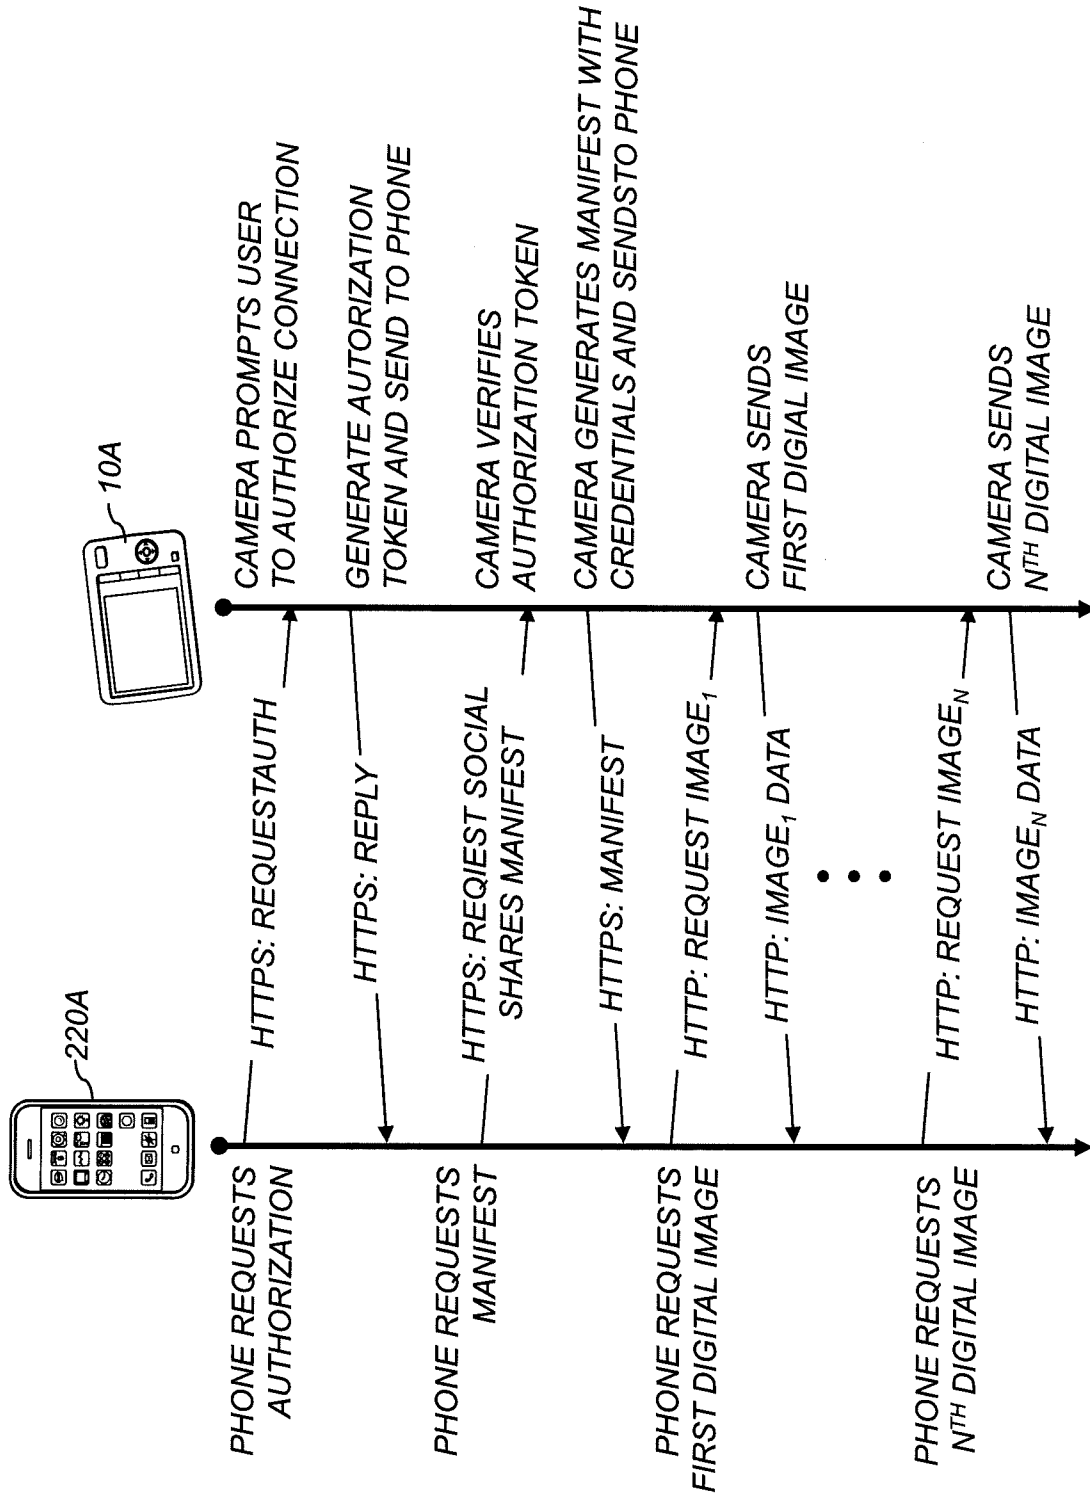 220A
10A
PHONE REQUESTS
AUTHORIZATION
HTTPS: REQUESTAUTH
CAMERA PROMPTS USER
TO AUTHORIZE CONNECTION
HTTPS: REPLY
GENERATE AUTORIZATION
TOKEN AND SEND TO PHONE
PHONE REQUESTS
MANIFEST
HTTPS: REQIEST SOCIAL
SHARES MANIFEST
CAMERA VERIFIES
AUTHORIZATION TOKEN
HTTPS: MANIFEST
CAMERA GENERATES MANIFEST WITH
CREDENTIALS AND SENDSTO PHONE
PHONE REQUESTS
FIRST DIGITAL IMAGE
HTTP: REQUEST IMAGE1
HTTP: IMAGE1 DATA
CAMERA SENDS
FIRST DIGIAL IMAGE
PHONE REQUESTS
NTH DIGITAL IMAGE
HTTP: REQUEST IMAGEN
HTTP: IMAGEN DATA
CAMERA SENDS
NTH DIGITAL IMAGE